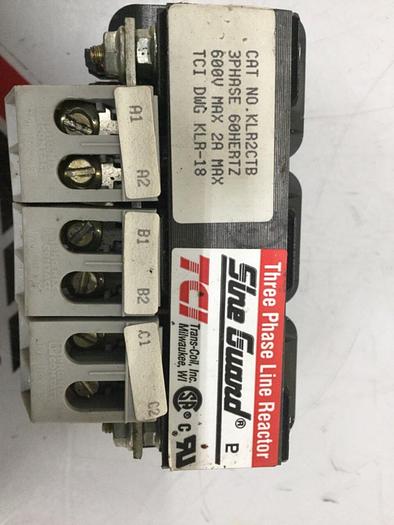 CAT NO.KLR2CTB
3PHASE 60HERTZ
600V MAX 2A MAX
TCI DWG KLR-18
Three Phase Line Reactor
Sine Guard®
TCI
Trans-Coil, Inc.
Milwaukee, WI
A1
A2
B1
B2
C1
C2